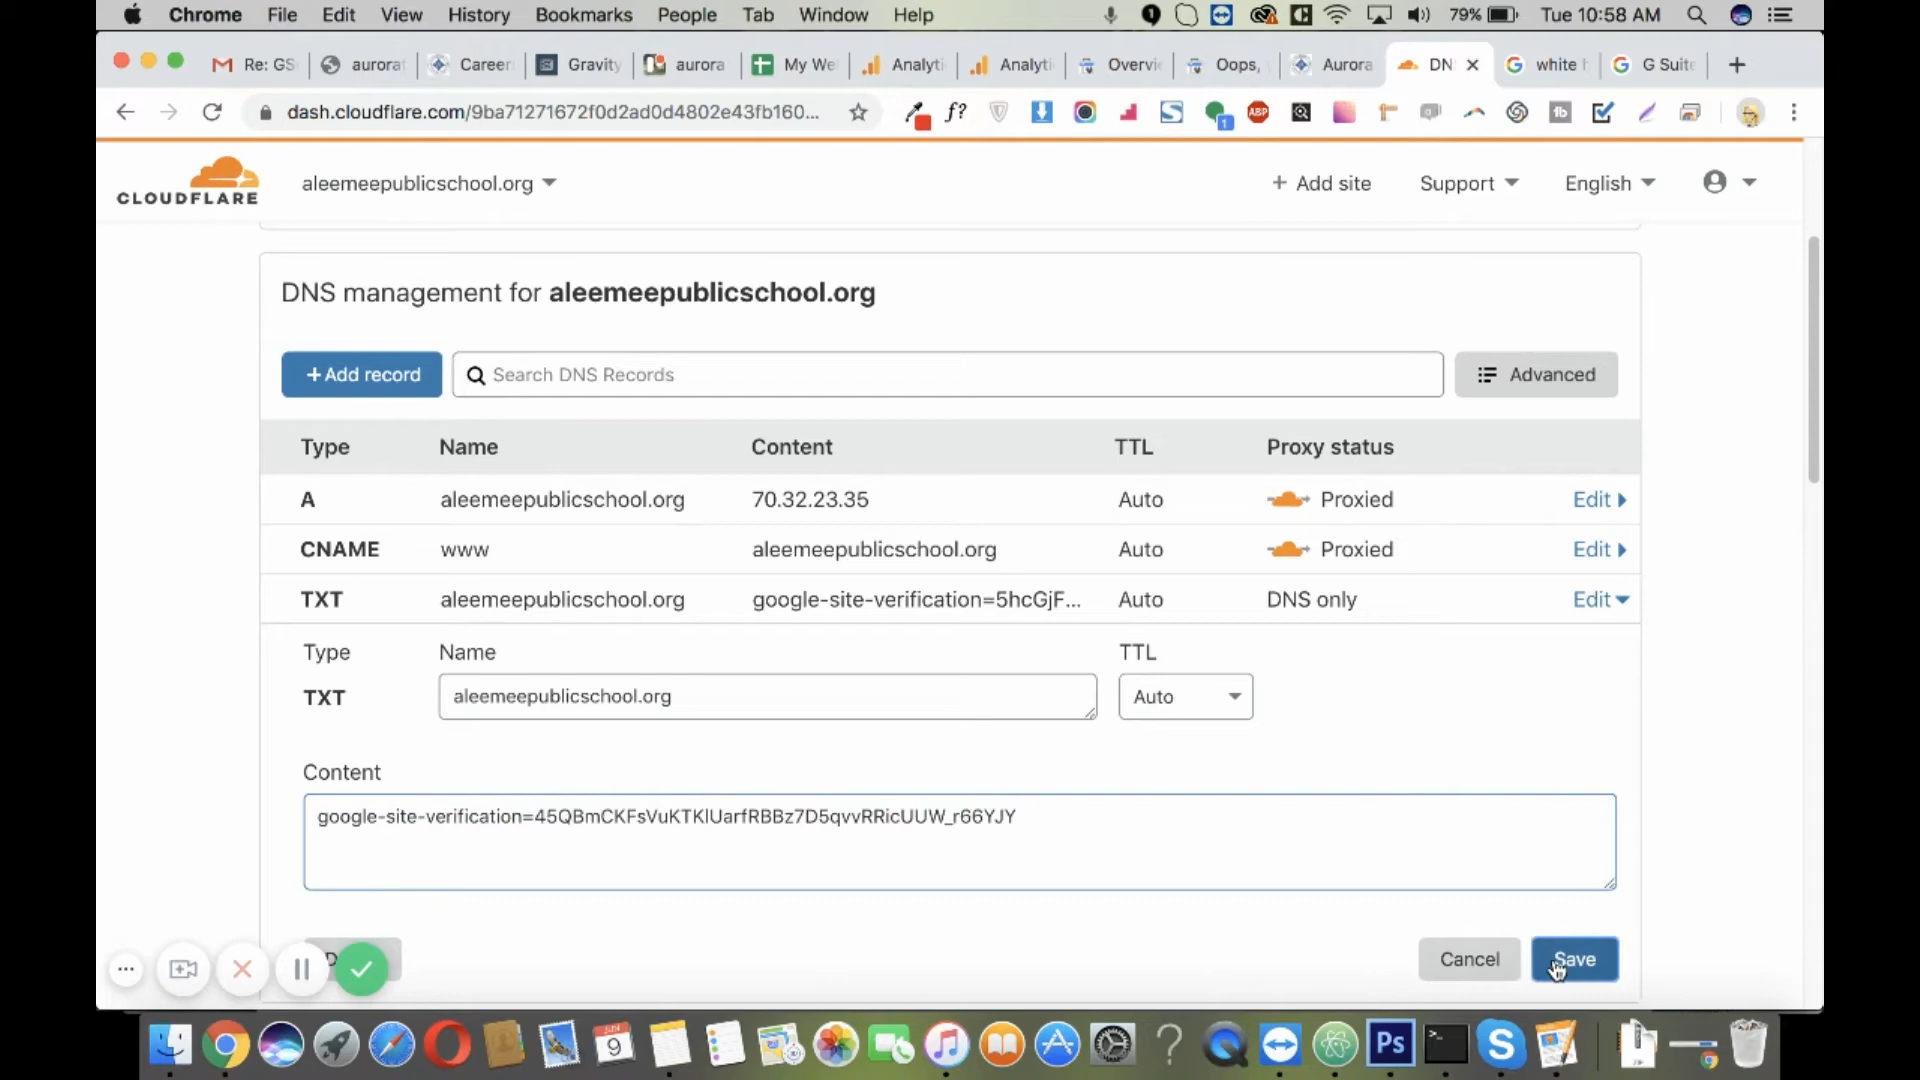 Chrome File Edit View History Bookmarks People Tab Window Help 79% Tue 10:58 AM
Re: GS auroraf Career Gravity aurora My We Analyti Analyti Overvi Oops, Aurora DN white h G Suite
dash.cloudflare.com/9ba71271672f0d2ad0d4802e43fb160...
CLOUDFLARE aleemeepublicschool.org + Add site Support English
DNS management for aleemeepublicschool.org
+ Add record Search DNS Records Advanced
Type Name Content TTL Proxy status
A aleemeepublicschool.org 70.32.23.35 Auto Proxied Edit
CNAME www aleemeepublicschool.org Auto Proxied Edit
TXT aleemeepublicschool.org google-site-verification=5hcGjF... Auto DNS only Edit
Type Name TTL
TXT aleemeepublicschool.org Auto
Content
google-site-verification=45QBmCKFsVuKTKlUarfRBBz7D5qvvRRicUUW_r66YJY
Cancel Save